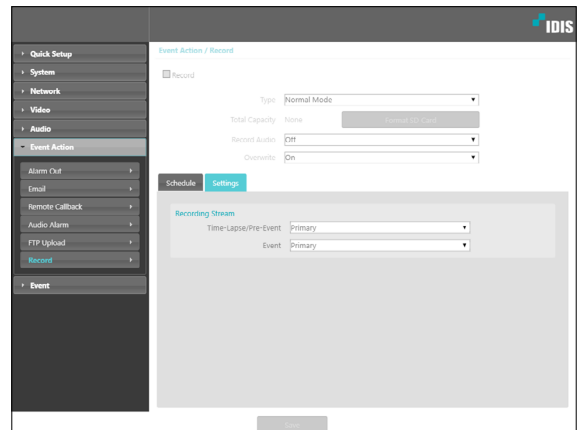 IDIS
Quick Setup
System
Network
Video
Audio
Event Action
Alarm Out
Email
Remote Callback
Audio Alarm
FTP Upload
Record
Event
Event Action / Record
Record
Type Normal Mode
Total Capacity None Format SD Card
Record Audio Off
Overwrite On
Schedule Settings
Recording Stream
Time-Lapse/Pre-Event Primary
Event Primary
Save